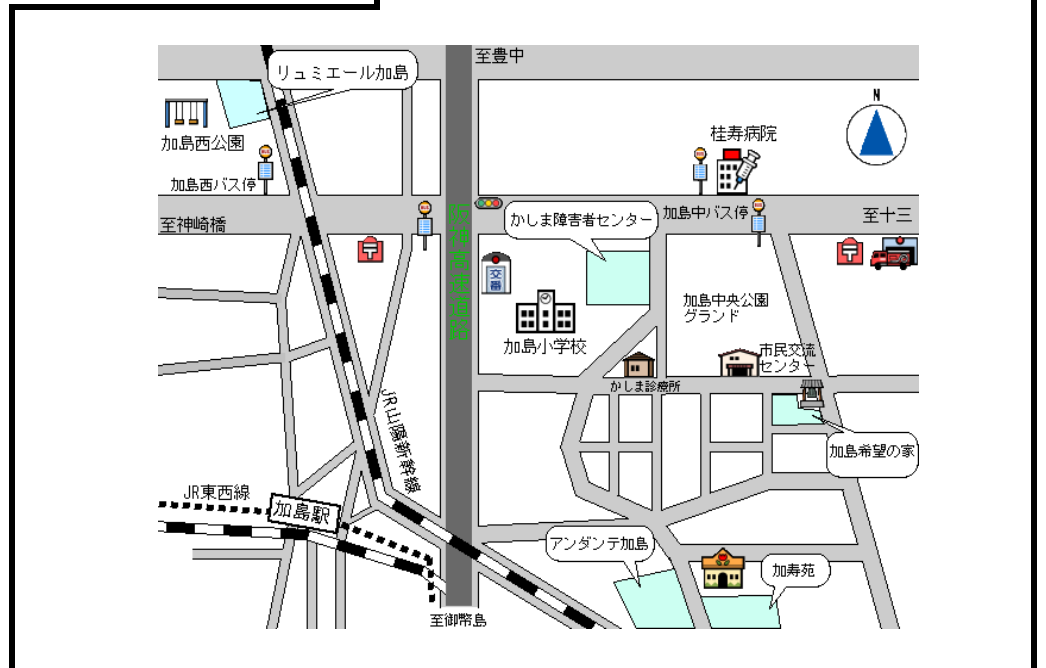 至豊中
リュミエール加島
N
加島西公園
桂寿病院
加島西バス停
至神崎橋
阪神高速道路
かしま障害者センター
加島中バス停
至十三
交番
加島中央公園
グランド
加島小学校
市民交流
センター
かしま診療所
JR山陽新幹線
加島希望の家
JR東西線
加島駅
アンダンテ加島
加寿苑
至御幣島